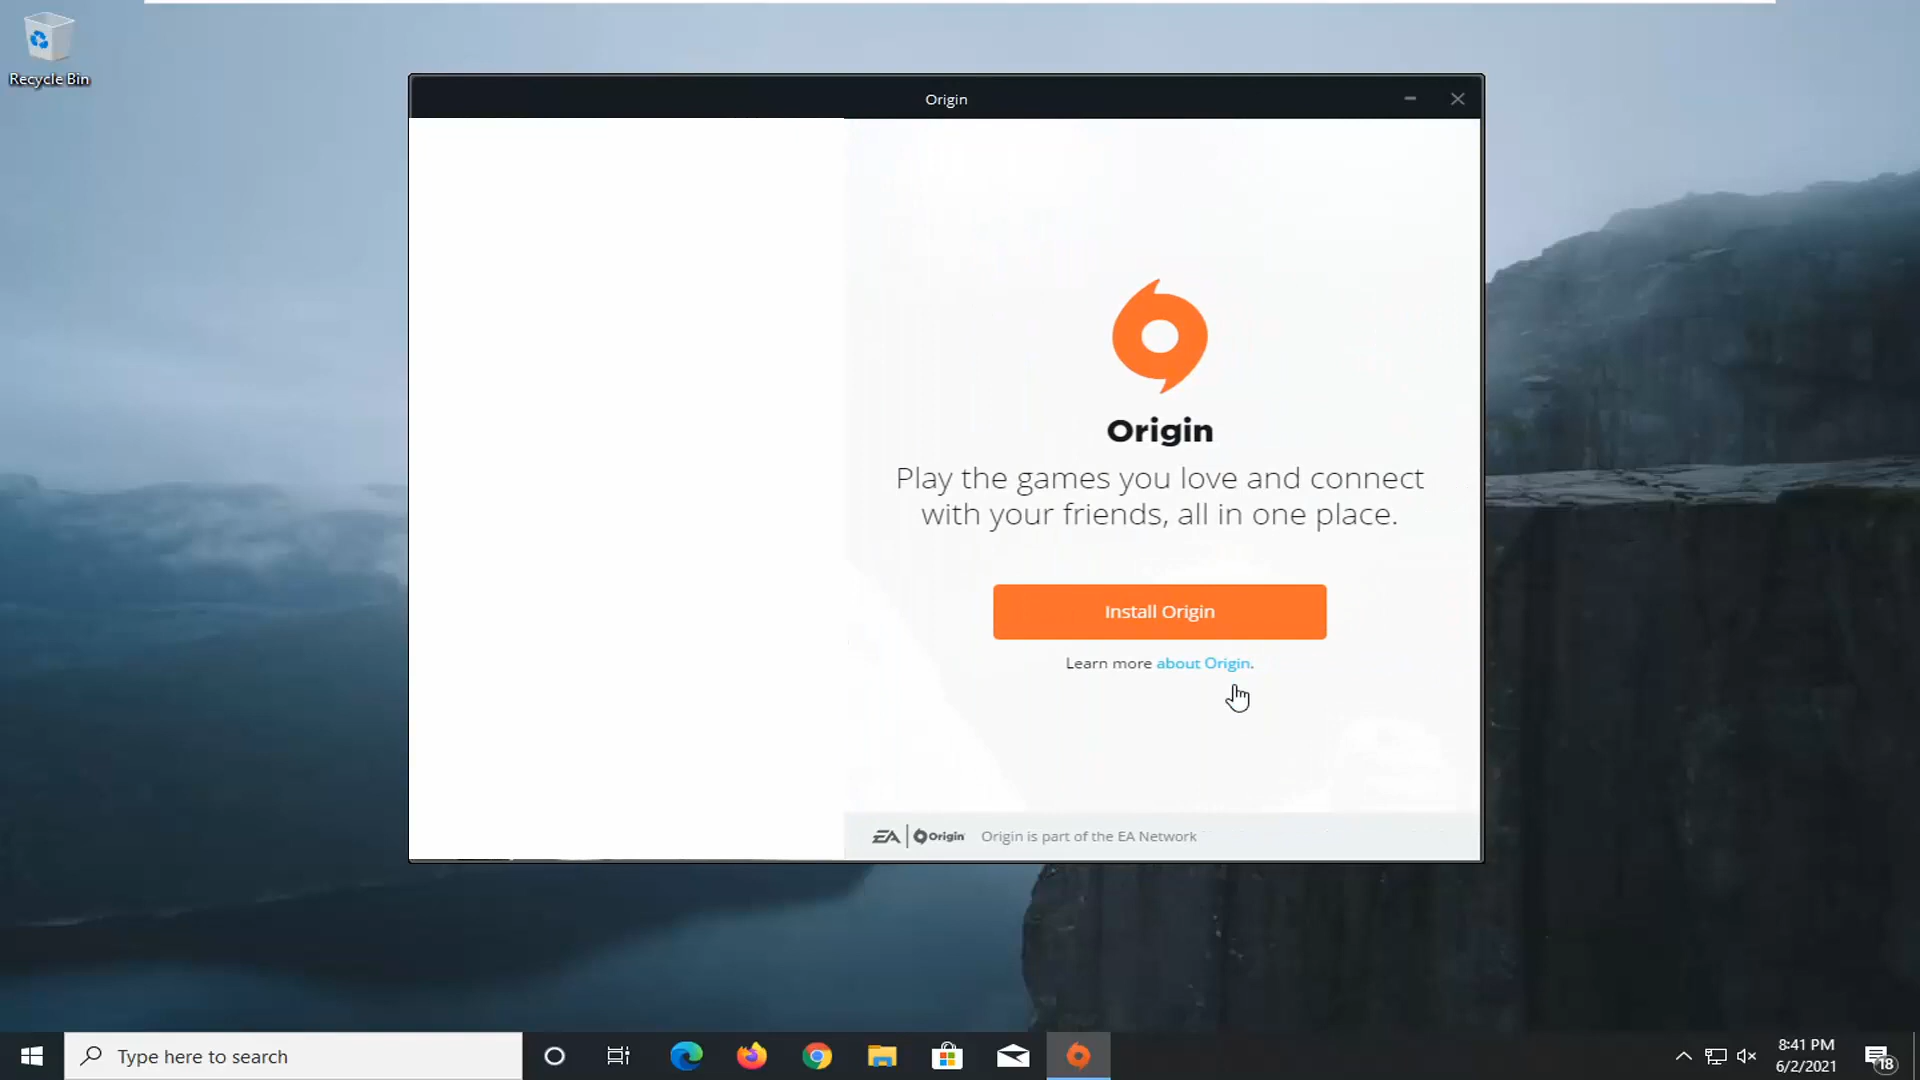 Recycle Bin
Origin
Origin
Play the games you love and connect
with your friends, all in one place.
Install Origin
Learn more about Origin.
EA Origin Origin is part of the EA Network
Type here to search
8:41 PM
6/2/2021
18